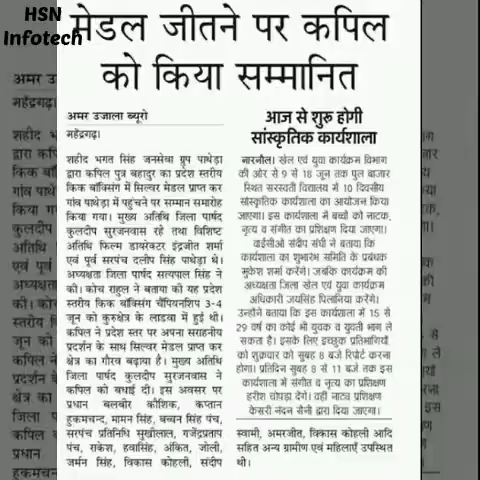 HSN
Infotech
मेडल जीतने पर कपिल
को किया सम्मानित
अमर उजाला ब्यूरो
महेंद्रगढ़।
शहीद भगत सिंह जनसेवा ग्रुप पाथेड़ा
द्वारा कपिल पुत्र बहादुर का प्रदेश स्तरीय
किक बॉक्सिंग में सिल्वर मेडल प्राप्त कर
गांव पाथेड़ा में पहुंचने पर सम्मान समारोह
किया गया। मुख्य अतिथि जिला पार्षद
कुलदीप सुरजनवास रहे तथा विशिष्ट
अतिथि फिल्म डायरेक्टर इंद्रजीत शर्मा
एवं पूर्व सरपंच दलीप सिंह पाथेड़ा थे।
अध्यक्षता जिला पार्षद सत्यपाल सिंह ने
की। कोच राहुल ने बताया की यह प्रदेश
स्तरीय किक बॉक्सिंग चैंपियनशिप 3-4
जून को कुरुक्षेत्र के लाडवा में हुई थी।
कपिल ने प्रदेश स्तर पर अपना सराहनीय
प्रदर्शन के साथ सिल्वर मेडल प्राप्त कर
क्षेत्र का गौरव बढ़ाया है। मुख्य अतिथि
जिला पार्षद कुलदीप सुरजनवास ने
कपिल को बधाई दी। इस अवसर पर
प्रधान बलबीर कौशिक, कप्तान
हुकमचन्द, मामन सिंह, बच्चन सिंह पंच,
सरपंच प्रतिनिधि सुखीलाल, गजेंद्रप्रताप
पंच, राकेश, हवासिंह, अंकित, जोली,
जर्मन सिंह, विकास कोहली, संदीप
स्वामी, अमरजीत, विकास कोहली आदि
सहित अन्य ग्रामीण एवं महिलाएँ उपस्थित
थी।
आज से शुरू होगी
सांस्कृतिक कार्यशाला
नारनौल। खेल एवं युवा कार्यक्रम विभाग
की ओर से 9 से 18 जून तक पुल बाजार
स्थित सरस्वती विद्यालय में 10 दिवसीय
सांस्कृतिक कार्यशाला का आयोजन किया
जाएगा। इस कार्यशाला में बच्चों को नाटक,
नृत्य व संगीत का प्रशिक्षण दिया जाएगा।
वाईसीओ संदीप संघी ने बताया कि
कार्यशाला का शुभारंभ समिति के प्रबंधक
मुकेश शर्मा करेंगे। जबकि कार्यक्रम की
अध्यक्षता जिला खेल एवं युवा कार्यक्रम
अधिकारी जयसिंह पिलानिया करेंगे।
उन्होंने बताया कि इस कार्यशाला में 15 से
29 वर्ष का कोई भी युवक व युवती भाग ले
सकता है। इसके लिए इच्छुक प्रतिभागियों
को शुक्रवार को सुबह 8 बजे रिपोर्ट करना
होगा। प्रतिदिन सुबह 8 से 11 बजे तक इस
कार्यशाला में संगीत व नृत्य का प्रशिक्षण
हरीश चोपड़ा देंगे। वहीं नाट्य प्रशिक्षण
केसरी नंदन सैनी द्वारा दिया जाएगा।